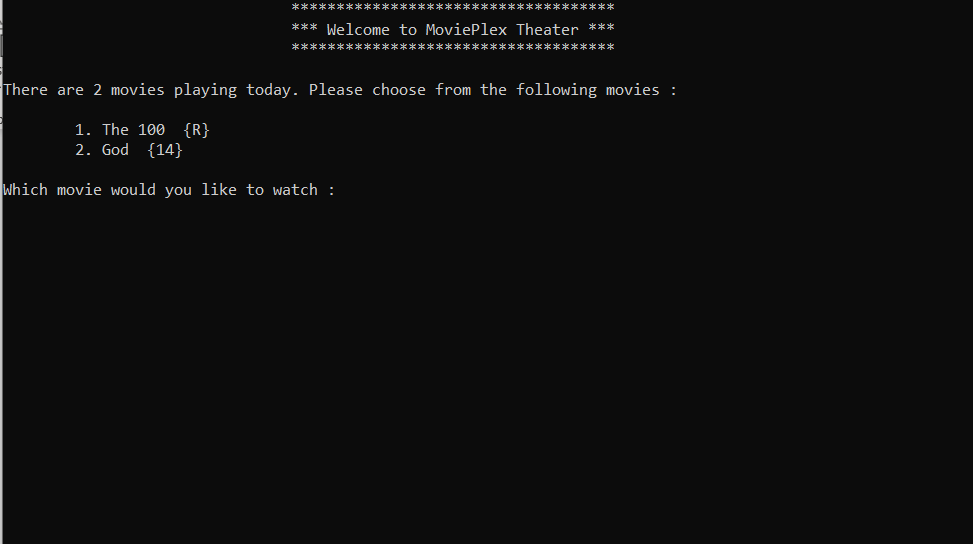 ************************************
*** Welcome to MoviePlex Theater ***
************************************
There are 2 movies playing today. Please choose from the following movies :
1. The 100  {R}
2. God  {14}
Which movie would you like to watch :